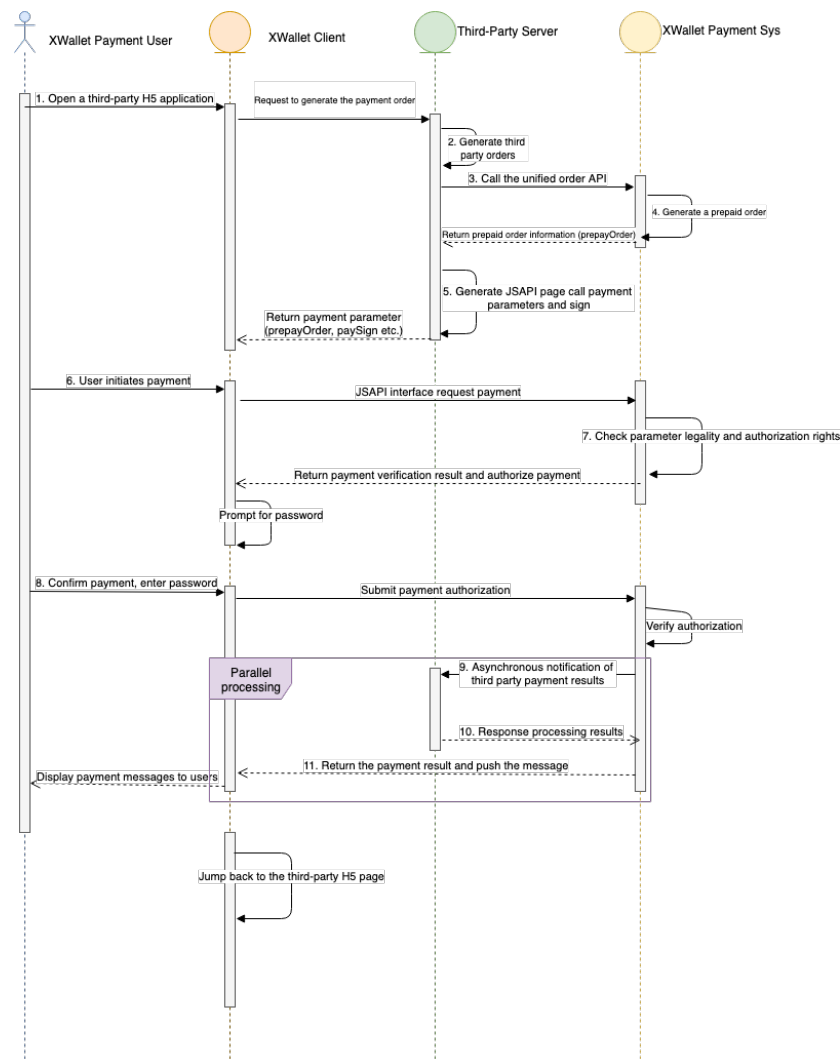 XWallet Payment User
XWallet Client
Third-Party Server
XWallet Payment Sys
1. Open a third-party H5 application
Request to generate the payment order
2. Generate third
party orders
3. Call the unified order API
4. Generate a prepaid order
Return prepaid order information (prepayOrder)
5. Generate JSAPI page call payment
parameters and sign
Return payment parameter
(prepayOrder, paySign etc.)
6. User initiates payment
JSAPI interface request payment
7. Check parameter legality and authorization rights
Return payment verification result and authorize payment
Prompt for password
8. Confirm payment, enter password
Submit payment authorization
Verify authorization
Parallel
processing
9. Asynchronous notification of
third party payment results
10. Response processing results
11. Return the payment result and push the message
Display payment messages to users
Jump back to the third-party H5 page